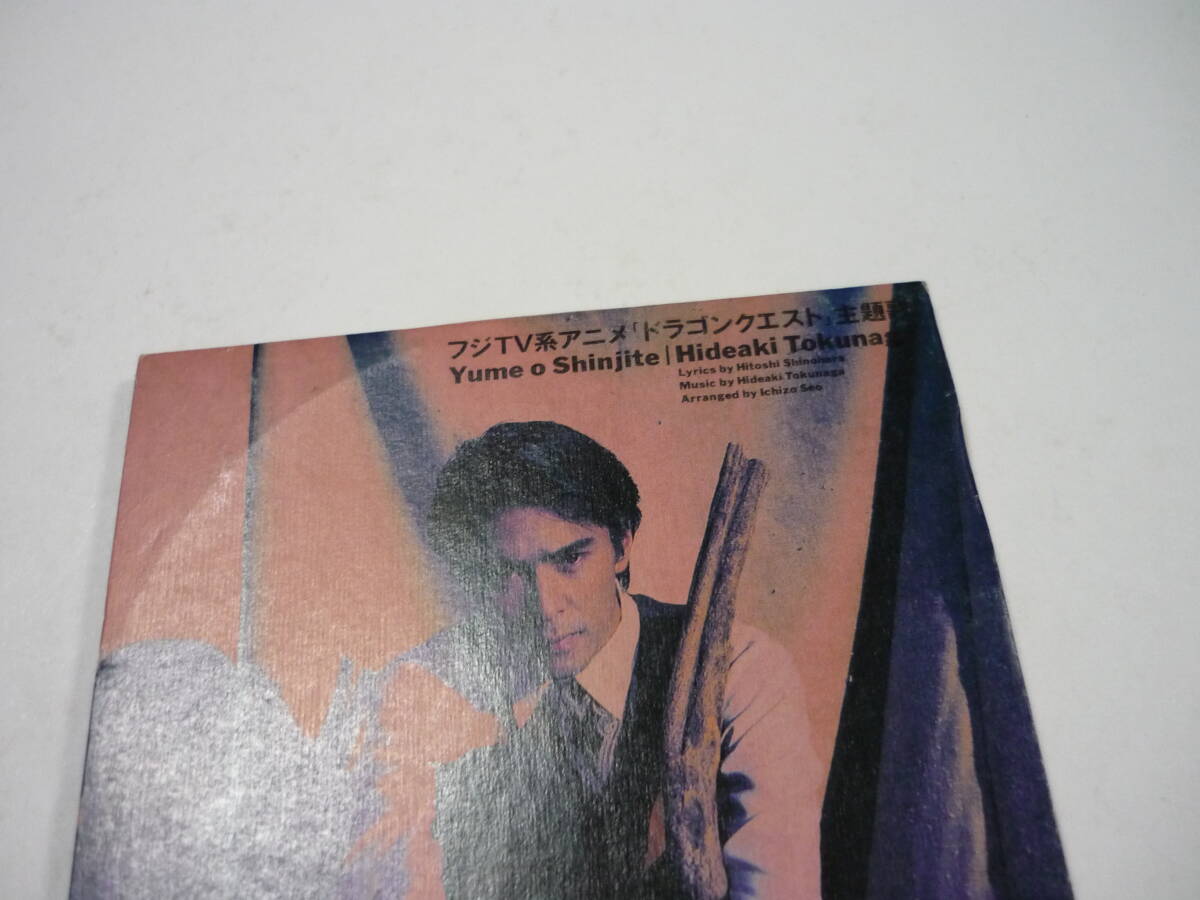 フジTV系アニメ「ドラゴンクエスト」主題歌
Yume o Shinjite | Hideaki Tokunag
Lyrics by Hitoshi Shinohara
Music by Hideaki Tokunaga
Arranged by Ichizo Seo